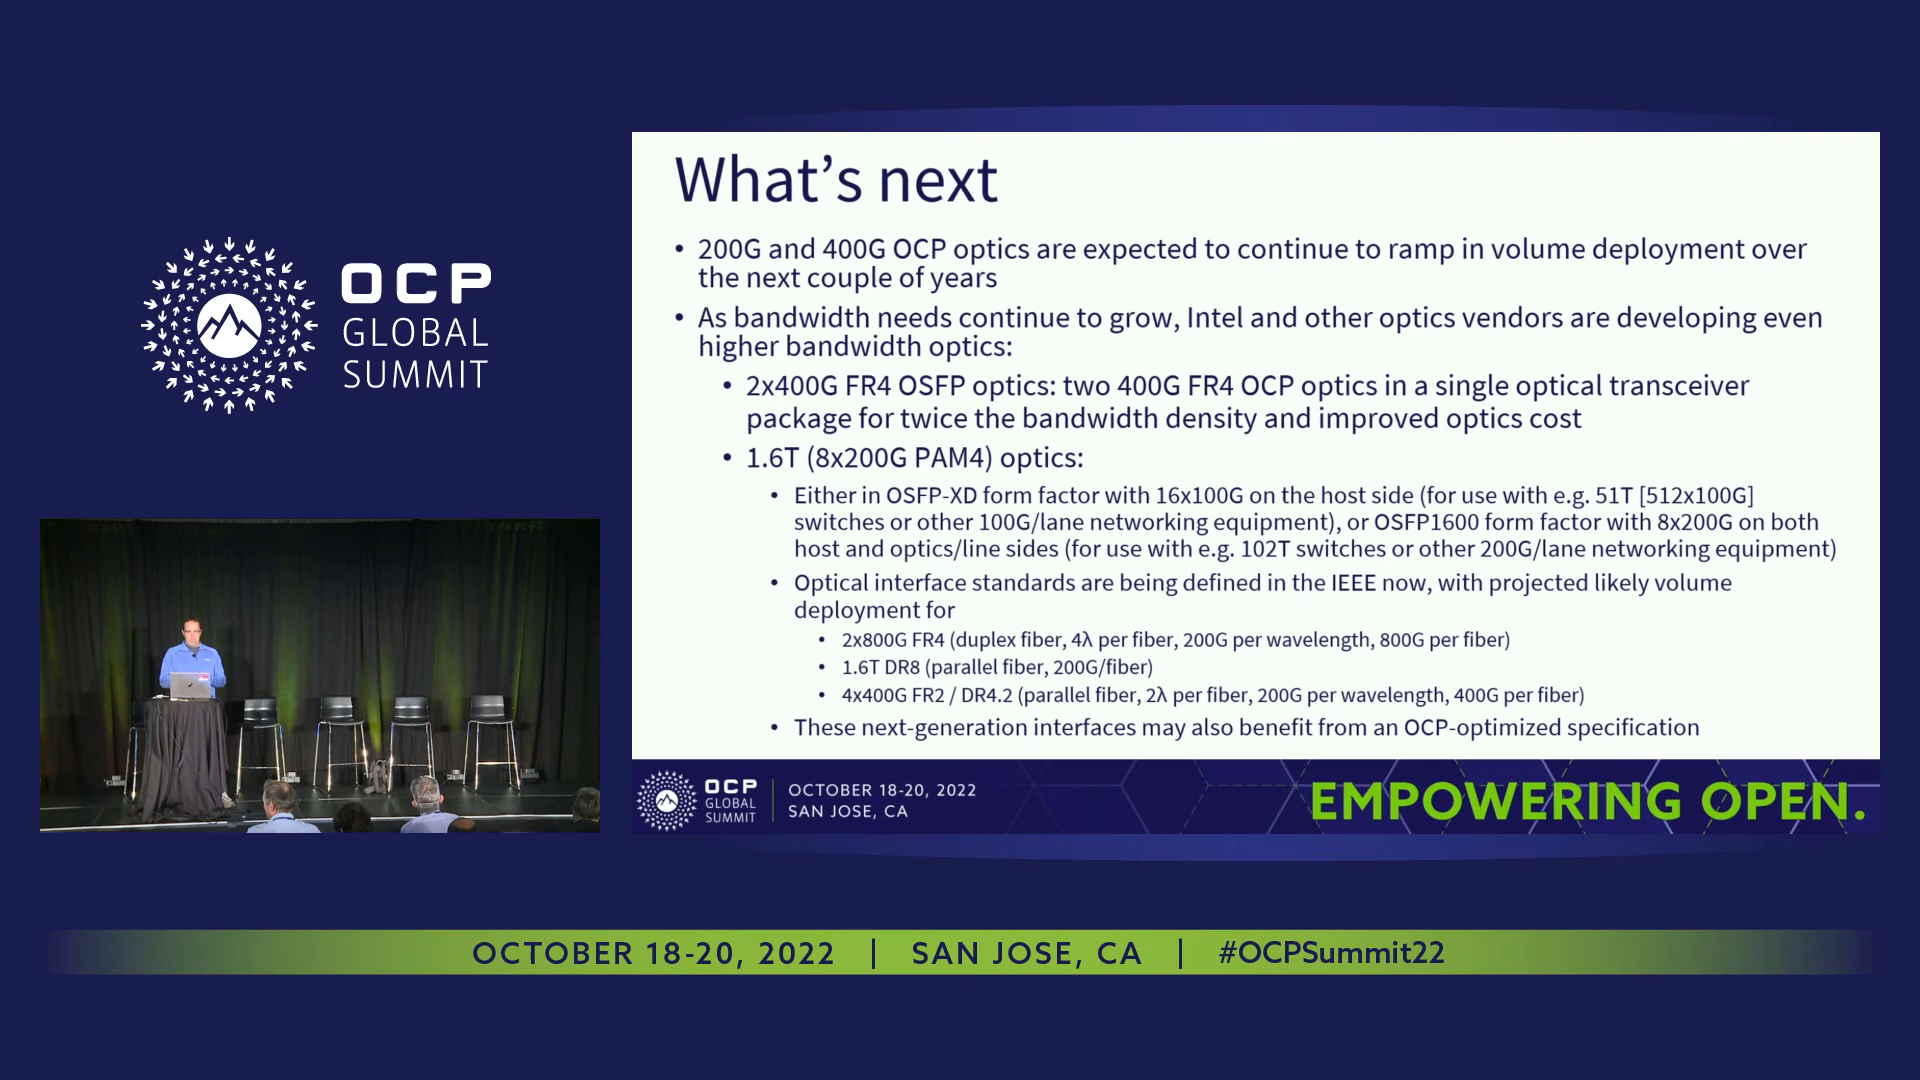 OCP
GLOBAL
SUMMIT
What's next
• 200G and 400G OCP optics are expected to continue to ramp in volume deployment over
the next couple of years
• As bandwidth needs continue to grow, Intel and other optics vendors are developing even
higher bandwidth optics:
• 2x400G FR4 OSFP optics: two 400G FR4 OCP optics in a single optical transceiver
package for twice the bandwidth density and improved optics cost
• 1.6T (8x200G PAM4) optics:
• Either in OSFP-XD form factor with 16x100G on the host side (for use with e.g. 51T [512x100G]
switches or other 100G/lane networking equipment), or OSFP1600 form factor with 8x200G on both
host and optics/line sides (for use with e.g. 102T switches or other 200G/lane networking equipment)
• Optical interface standards are being defined in the IEEE now, with projected likely volume
deployment for
• 2x800G FR4 (duplex fiber, 4λ per fiber, 200G per wavelength, 800G per fiber)
• 1.6T DR8 (parallel fiber, 200G/fiber)
• 4x400G FR2 / DR4.2 (parallel fiber, 2λ per fiber, 200G per wavelength, 400G per fiber)
• These next-generation interfaces may also benefit from an OCP-optimized specification
OCP
GLOBAL
SUMMIT
OCTOBER 18-20, 2022
SAN JOSE, CA
EMPOWERING OPEN.
OCTOBER 18-20, 2022 | SAN JOSE, CA | #OCPSummit22